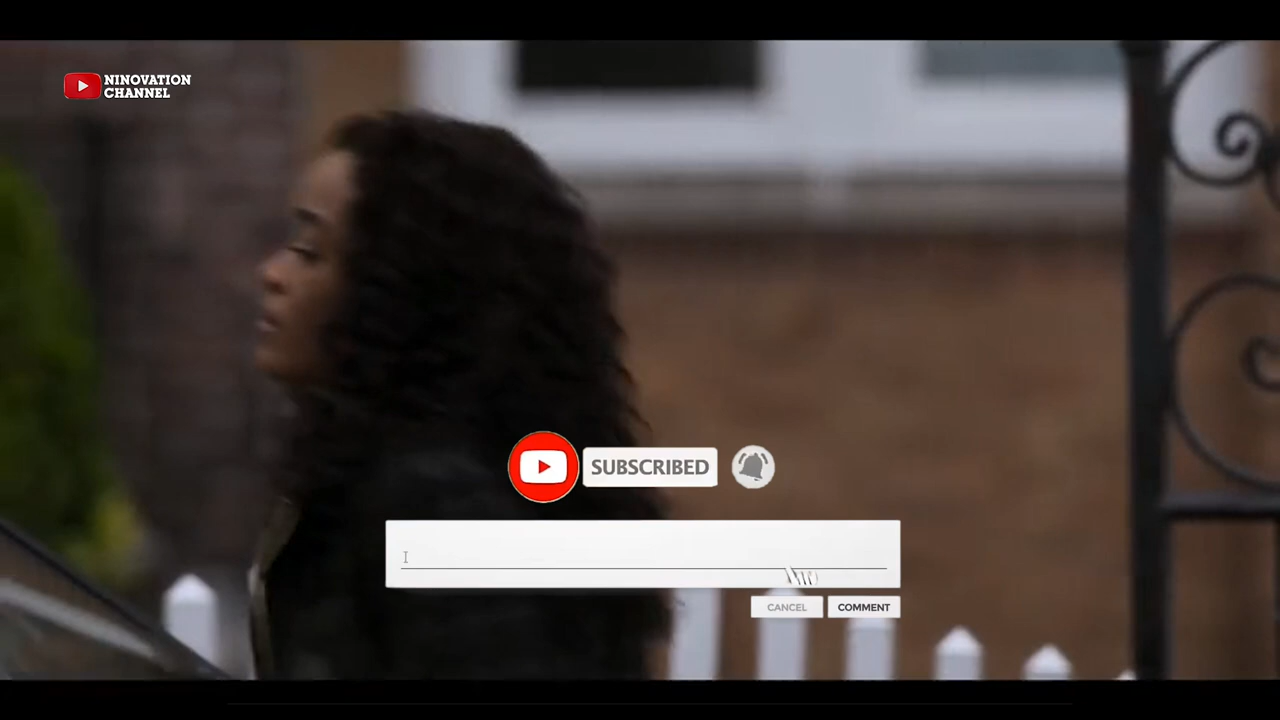 NINOVATION
CHANNEL
SUBSCRIBED
CANCEL
COMMENT